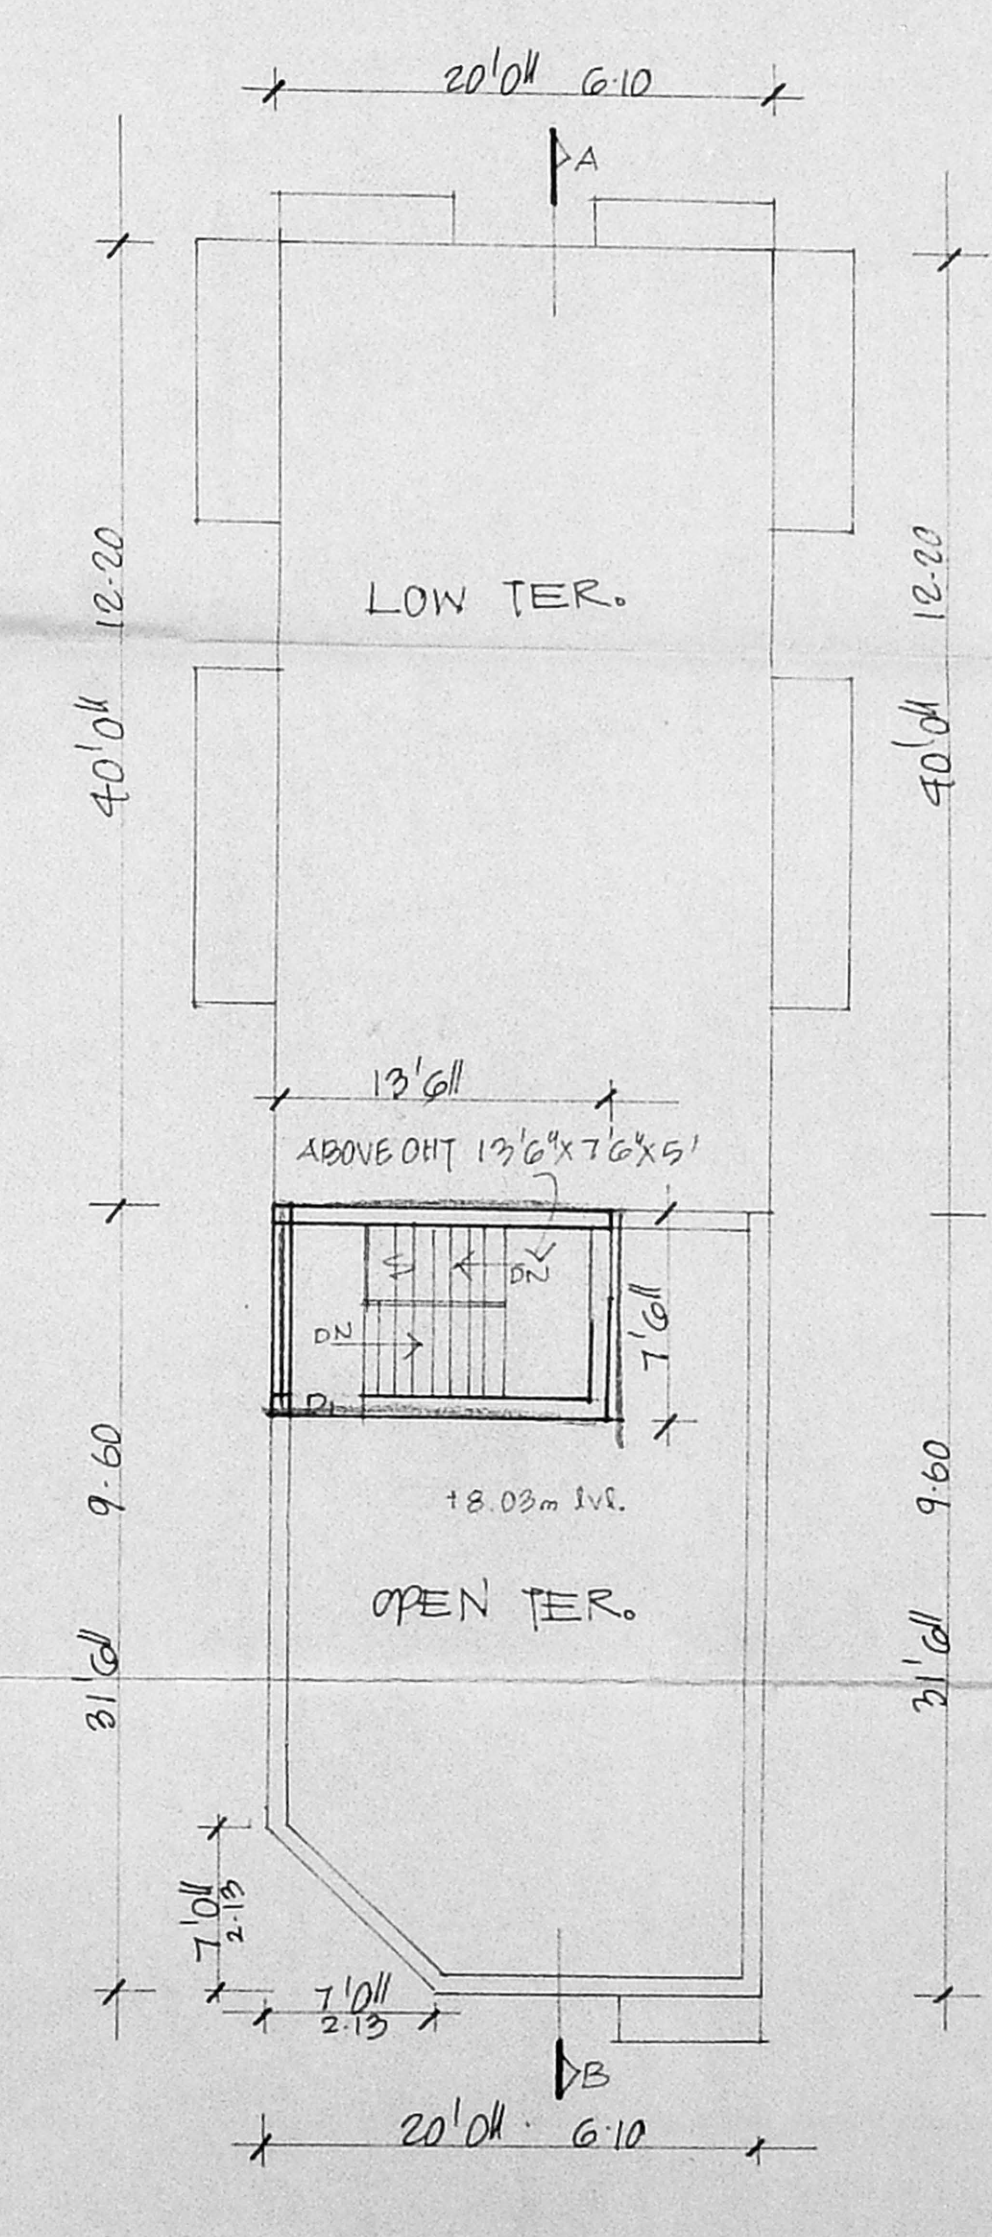 20'0" 6.10
A
12.20
12.20
LOW TER.
40'0"
40'0"
13'6"
ABOVE OHT 13'6"X7'6"X5'
DN
DN
7'6"
D1
9.60
+8.03m lvl.
9.60
OPEN TER.
31'6"
31'6"
7'0"
2.13
7'0"
2.13
B
20'0" 6.10